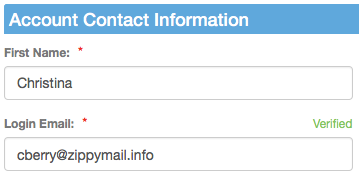 Account Contact Information
First Name: *
Christina
Login Email: * Verified
cberry@zippymail.info